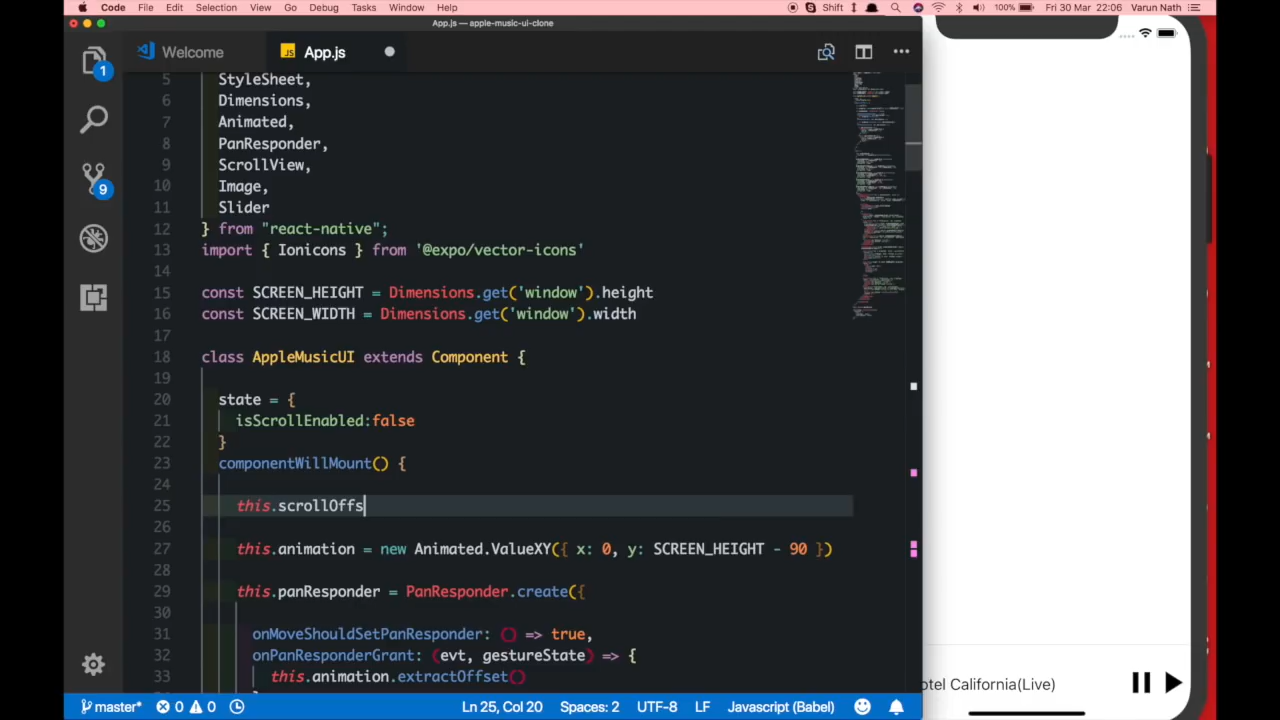 Code File Edit Selection View Go Debug Tasks Window Help Shift 100% Fri 30 Mar 22:06 Varun Nath
App.js — apple-music-ui-clone
Welcome JS App.js
1
9
5 StyleSheet,
6 Dimensions,
7 Animated,
8 PanResponder,
9 ScrollView,
10 Image,
11 Slider
12 } from "react-native";
13 import { Ionicons } from '@expo/vector-icons'
14
15 const SCREEN_HEIGHT = Dimensions.get('window').height
16 const SCREEN_WIDTH = Dimensions.get('window').width
17
18 class AppleMusicUI extends Component {
19
20 state = {
21 isScrollEnabled:false
22 }
23 componentWillMount() {
24
25 this.scrollOffs
26
27 this.animation = new Animated.ValueXY({ x: 0, y: SCREEN_HEIGHT - 90 })
28
29 this.panResponder = PanResponder.create({
30
31 onMoveShouldSetPanResponder: () => true,
32 onPanResponderGrant: (evt, gestureState) => {
33 this.animation.extractOffset()
otel California(Live)
master* 0 0 Ln 25, Col 20 Spaces: 2 UTF-8 LF Javascript (Babel)